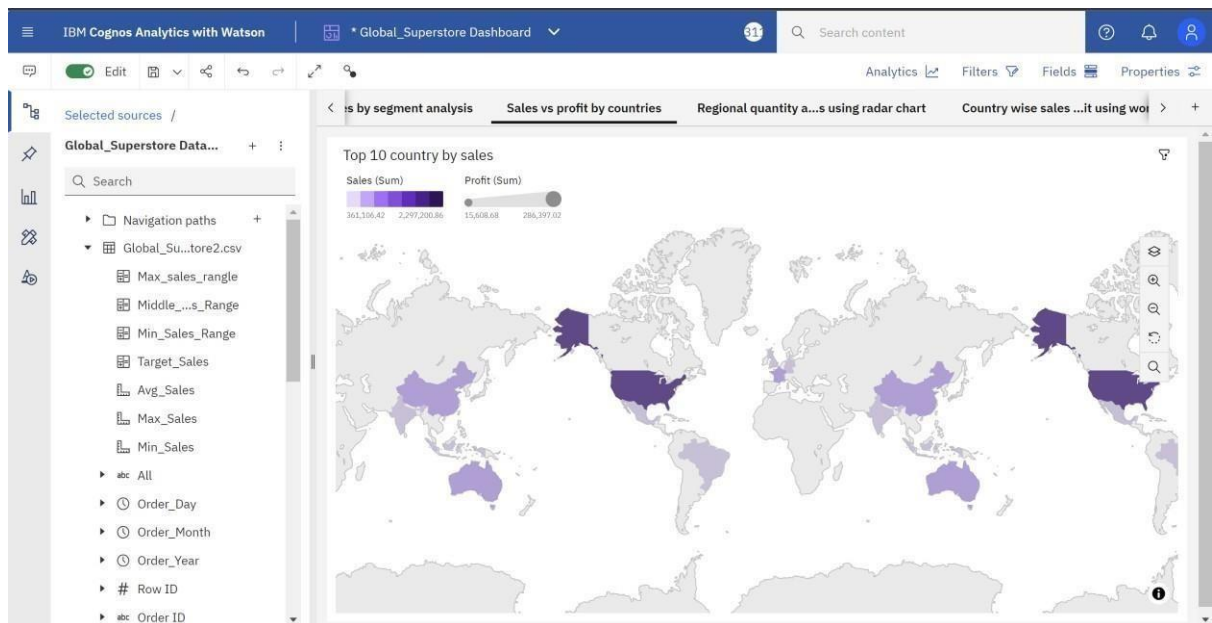 IBM Cognos Analytics with Watson
* Global_Superstore Dashboard
Search content
Edit
Analytics
Filters
Fields
Properties
Selected sources /
Global_Superstore Data...
Search
Navigation paths
Global_Su...tore2.csv
Max_sales_rangle
Middle_...s_Range
Min_Sales_Range
Target_Sales
Avg_Sales
Max_Sales
Min_Sales
abc All
Order_Day
Order_Month
Order_Year
# Row ID
abc Order ID
es by segment analysis
Sales vs profit by countries
Regional quantity a...s using radar chart
Country wise sales ...it using wor
Top 10 country by sales
Sales (Sum)
Profit (Sum)
361,106.42 2,297,200.86
15,608.68 286,397.02